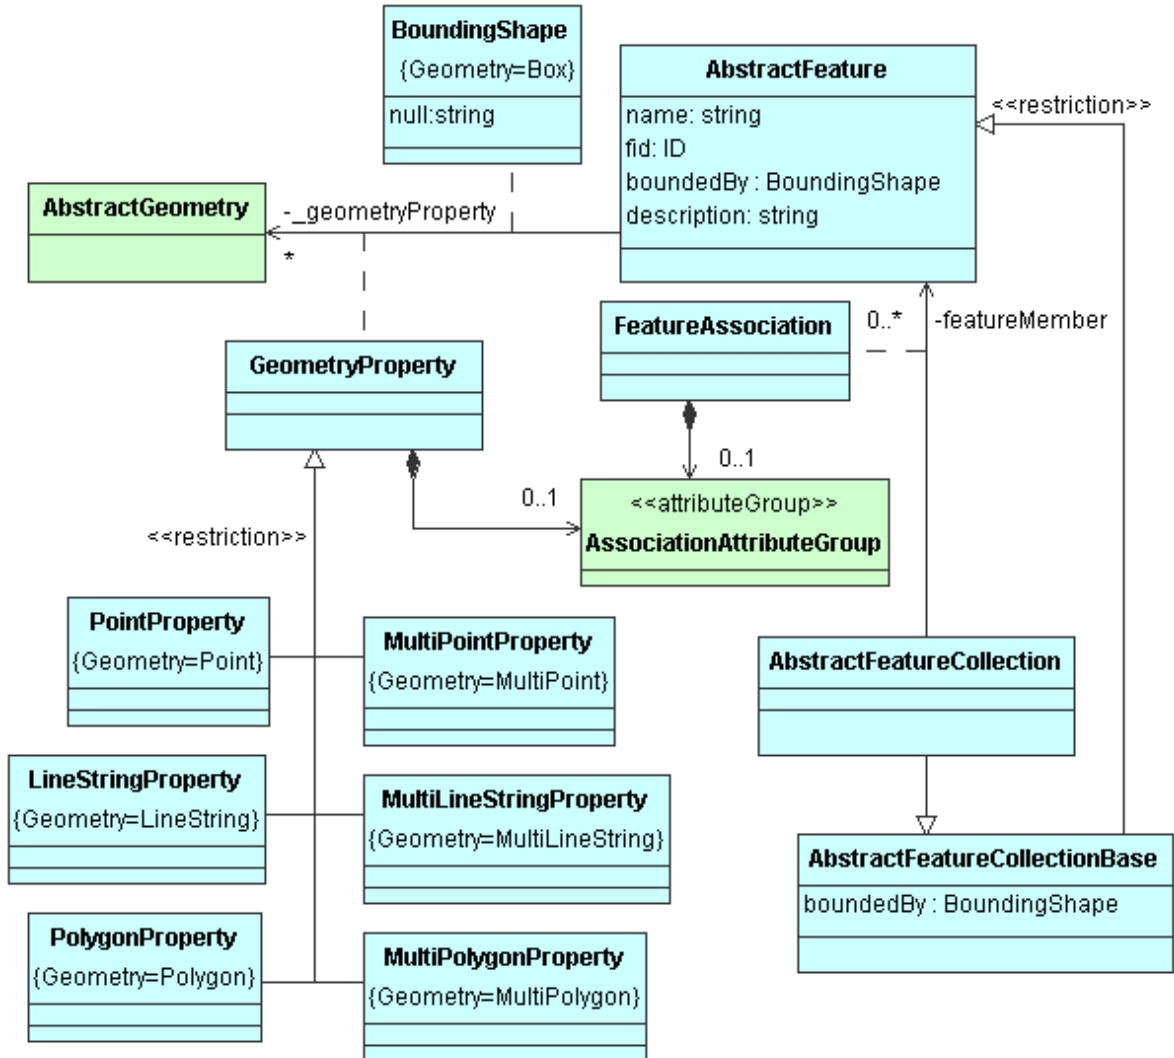 BoundingShape
{Geometry=Box}
null:string
AbstractFeature
name: string
fid: ID
boundedBy : BoundingShape
description: string
<<restriction>>
AbstractGeometry
-_geometryProperty
*
FeatureAssociation
0..*
-featureMember
GeometryProperty
0..1
0..1
<<attributeGroup>>
AssociationAttributeGroup
<<restriction>>
PointProperty
{Geometry=Point}
MultiPointProperty
{Geometry=MultiPoint}
AbstractFeatureCollection
LineStringProperty
{Geometry=LineString}
MultiLineStringProperty
{Geometry=MultiLineString}
AbstractFeatureCollectionBase
boundedBy : BoundingShape
PolygonProperty
{Geometry=Polygon}
MultiPolygonProperty
{Geometry=MultiPolygon}